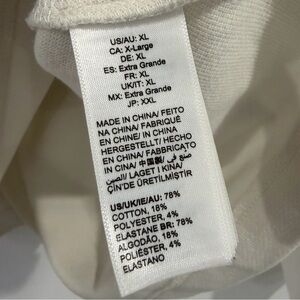 US/AU: XL
CA: X-Large
DE: XL
ES: Extra Grande
FR: XL
UK/IT: XL
MX: Extra Grande
JP: XXL
MADE IN CHINA/ FEITO
NA CHINA/ FABRIQUÉ
EN CHINE/ IN CHINA
HERGESTELLT/ HECHO
EN CHINA/ FABBRICATO
IN CINA/ 中国製/ صنع في
الصين/ LAGET I KINA/
ÇİN'DE ÜRETİLMİŞTİR
US/UK/IE/AU: 78%
COTTON, 18%
POLYESTER, 4%
ELASTANE BR: 78%
ALGODÃO, 18%
POLIÉSTER, 4%
ELASTANO